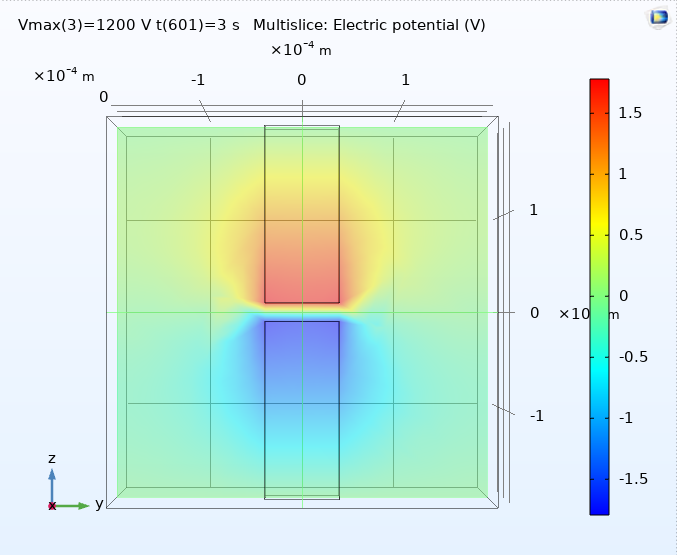 Vmax(3)=1200 V t(601)=3 s   Multislice: Electric potential (V)
×10⁻⁴ m
×10⁻⁴ m
-1 0 1
0
1
0 ×10 m
-1
1.5
1
0.5
0
-0.5
-1
-1.5
z
y
x